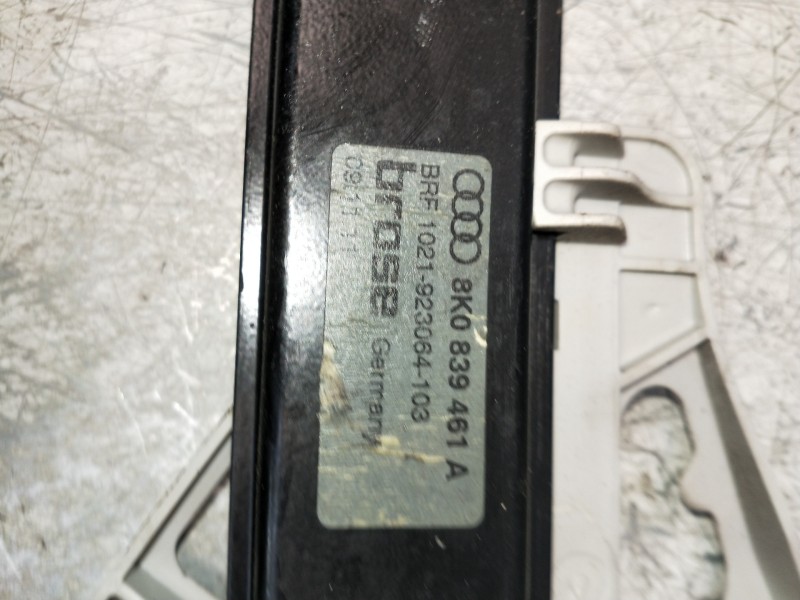 8K0 839 461 A
BRF 1021-923064-103
brose Germany
09.11.11